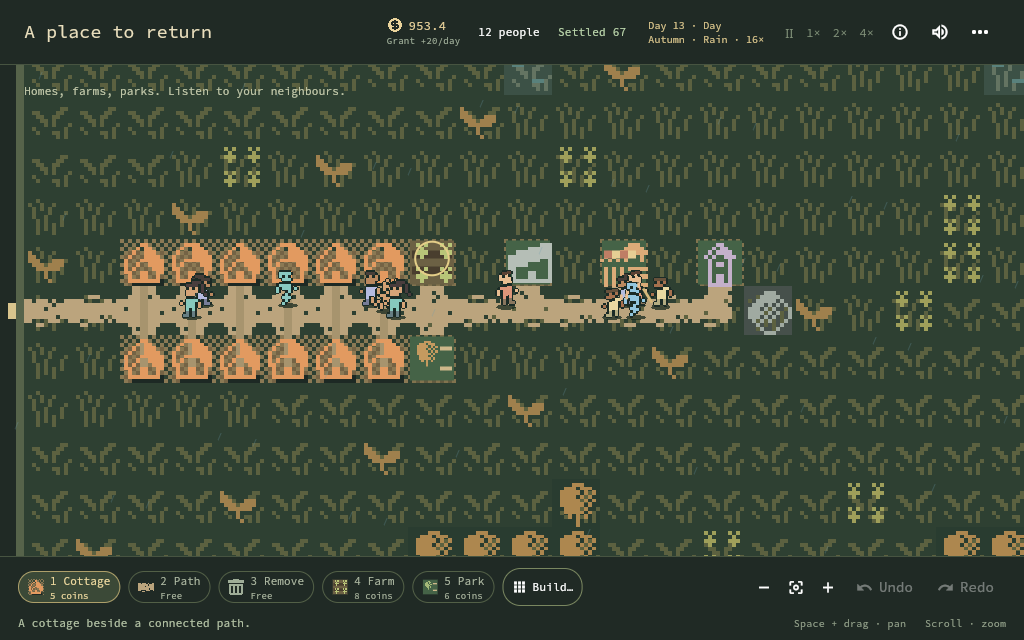 A place to return
953.4
Grant +20/day
12 people
Settled 67
Day 13 · Day
Autumn · Rain · 16×
1×
2×
4×
Homes, farms, parks. Listen to your neighbours.
1 Cottage
5 coins
2 Path
Free
3 Remove
Free
4 Farm
8 coins
5 Park
6 coins
Build…
Undo
Redo
A cottage beside a connected path.
Space + drag · pan
Scroll · zoom